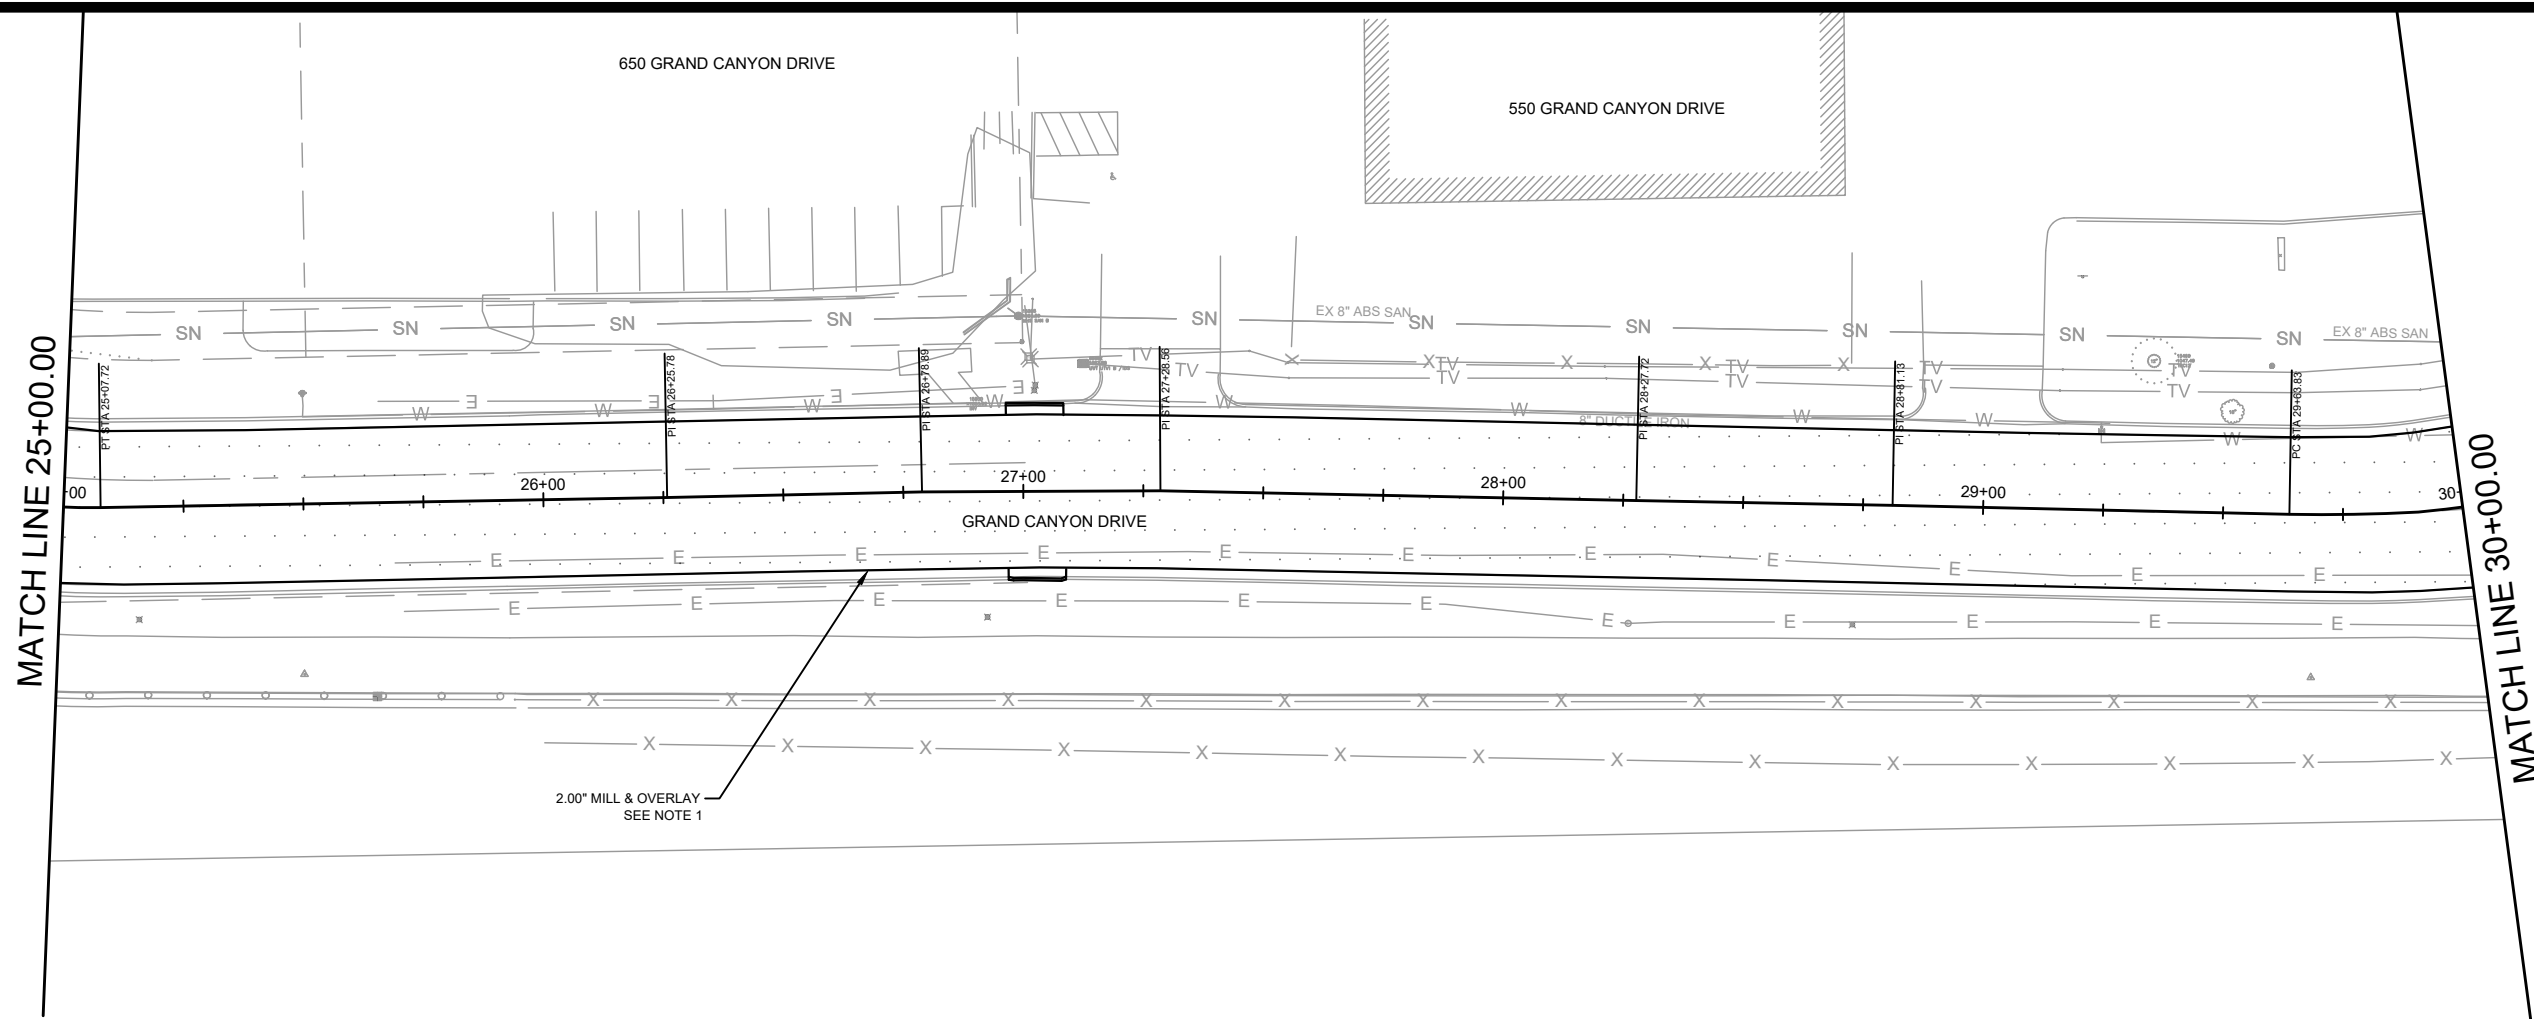 650 GRAND CANYON DRIVE
550 GRAND CANYON DRIVE
EX 8" ABS SAN
EX 8" ABS SAN
SN SN SN SN SN SN SN SN SN SN
TV TV TV TV
TV TV TV TV TV
X X X X X
E E E E
W W W W W W W W W W
8" DUCTILE IRON
PT STA 25+07.72
PI STA 26+25.78
PI STA 26+78.89
PI STA 27+28.56
PI STA 28+27.72
PI STA 28+81.13
PC STA 29+63.83
MATCH LINE 25+00.00
+00
26+00
27+00
28+00
29+00
30
MATCH LINE 30+00.00
GRAND CANYON DRIVE
E E E E E E E E E E E
E E E E E E E E E E E
X X X X X X X X X X X X X X
X X X X X X X X X X X X X X
2.00" MILL & OVERLAY
SEE NOTE 1